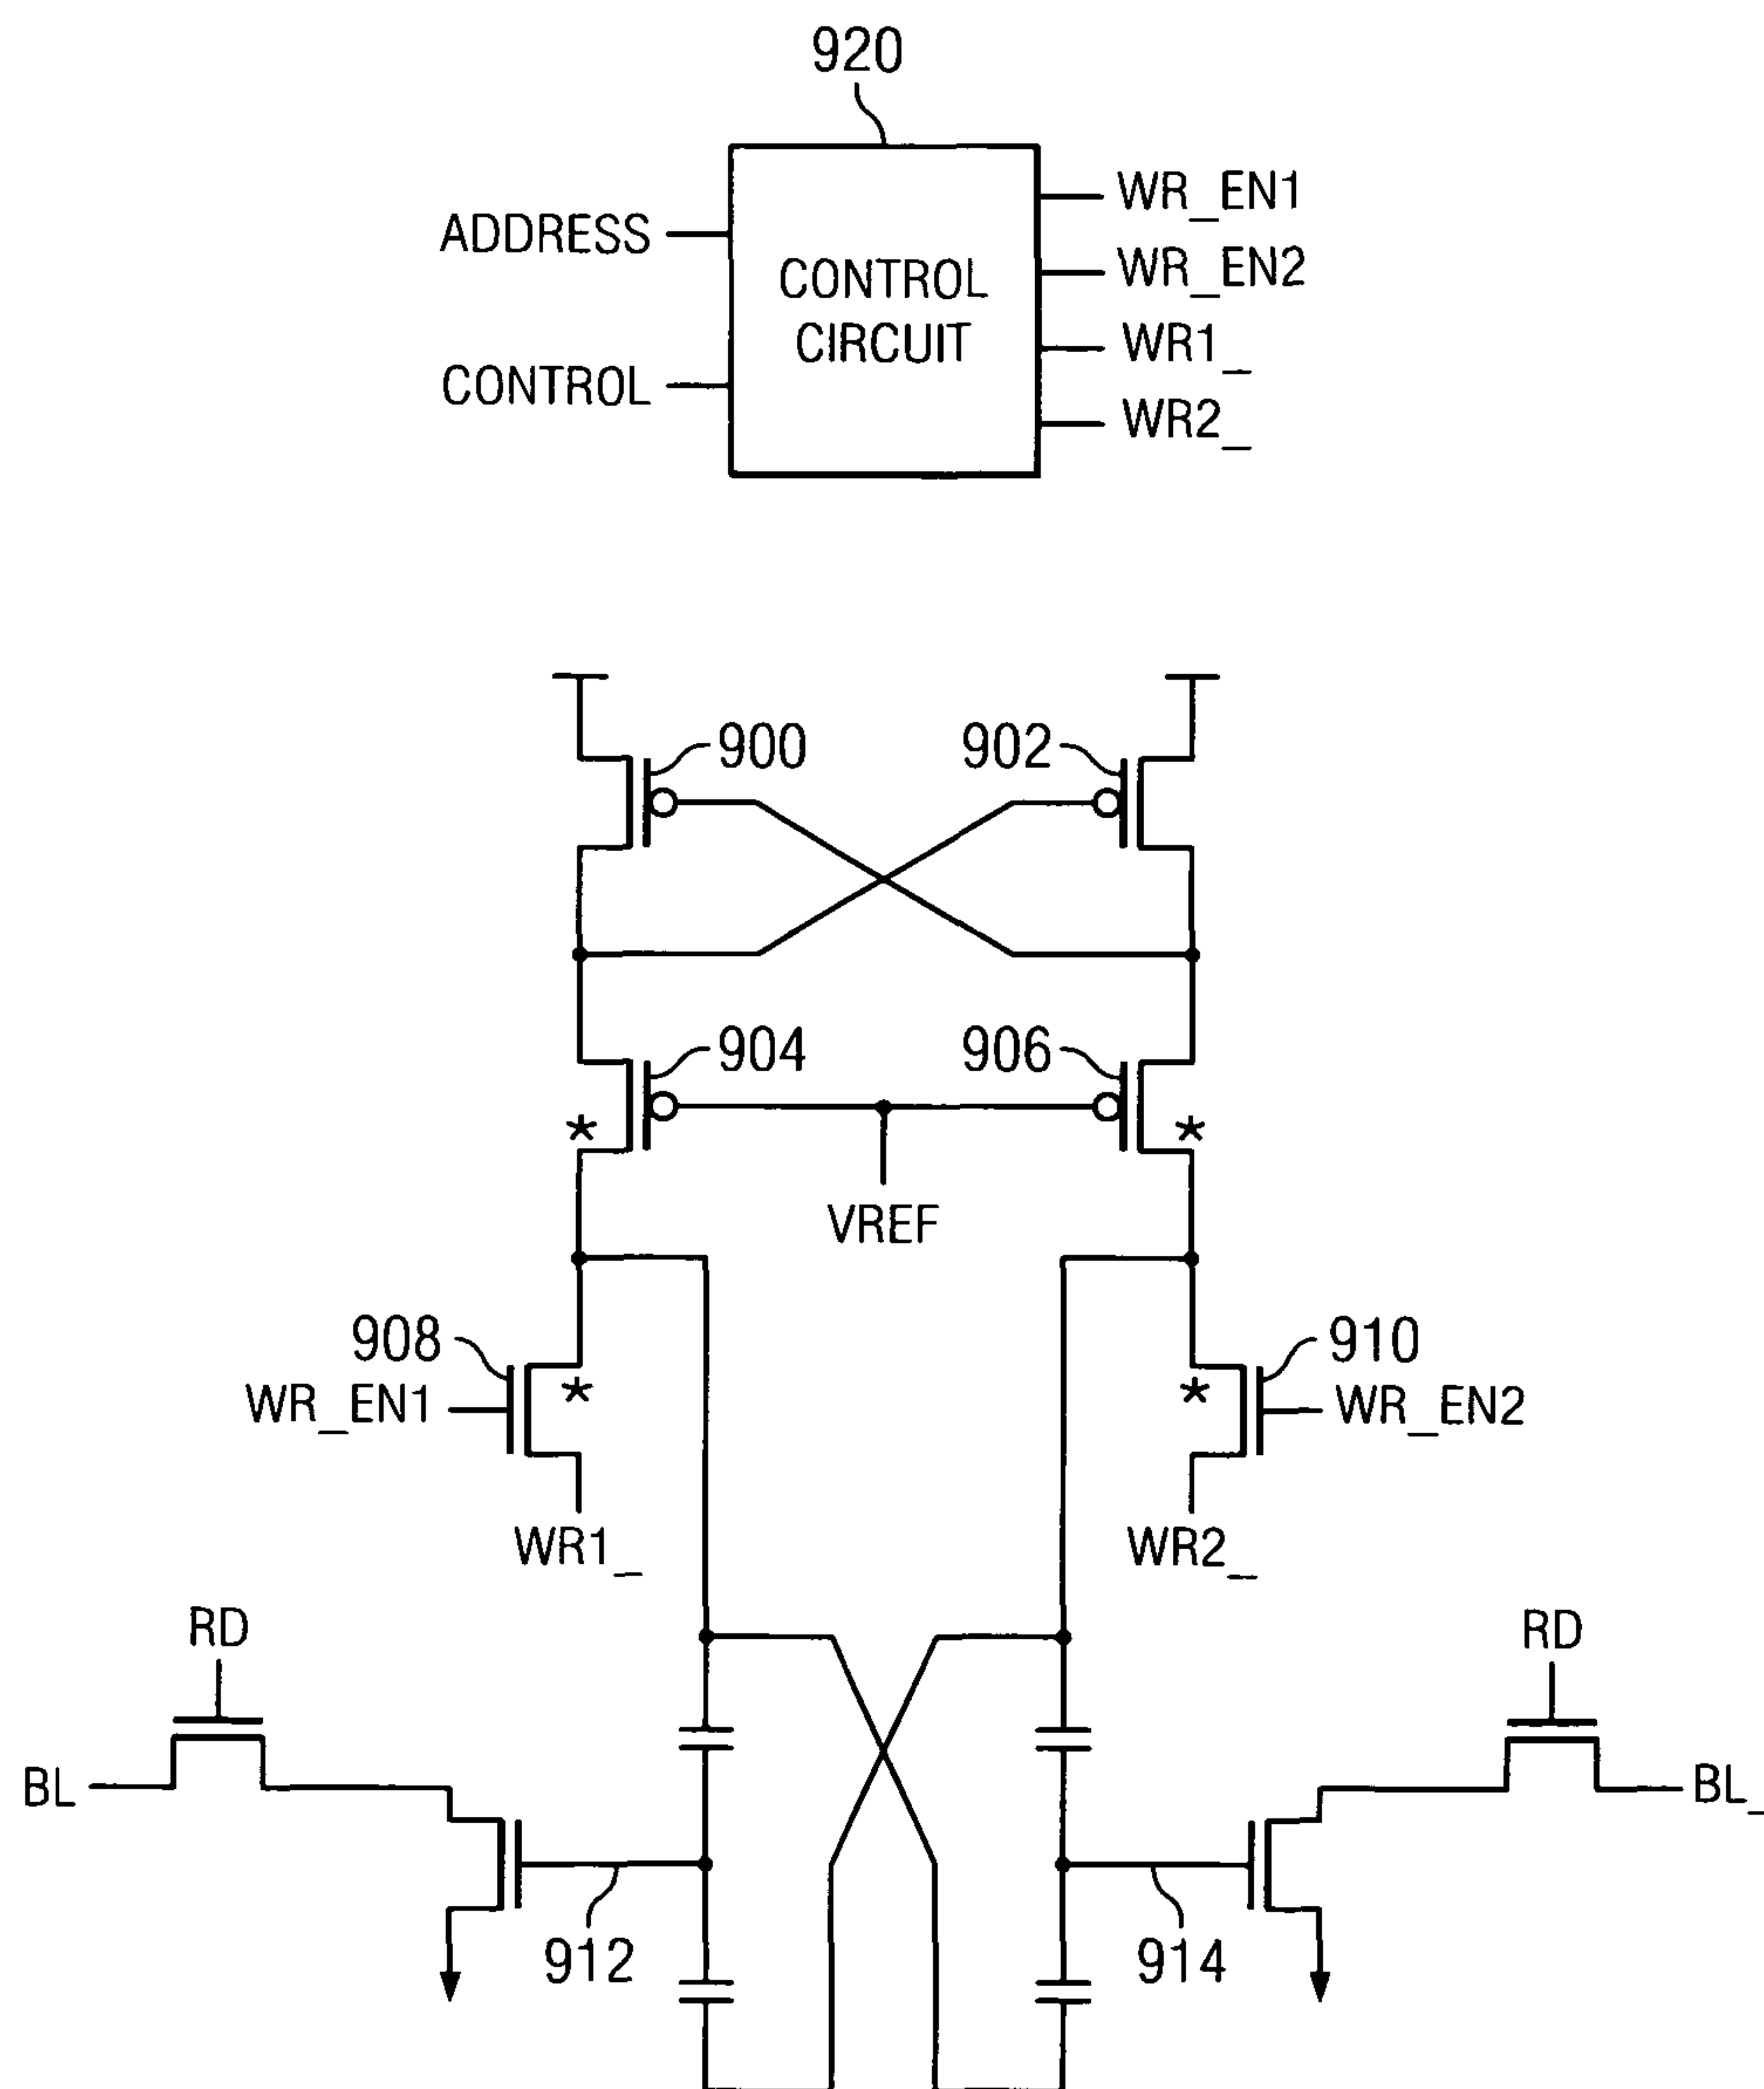 920
WR_EN1
ADDRESS
WR_EN2
CONTROL
CIRCUIT
WR1_
CONTROL
WR2_
900
902
904
906
*
*
VREF
908
910
WR_EN1
*
*
WR_EN2
WR1_
WR2_
RD
RD
BL
BL_
912
914